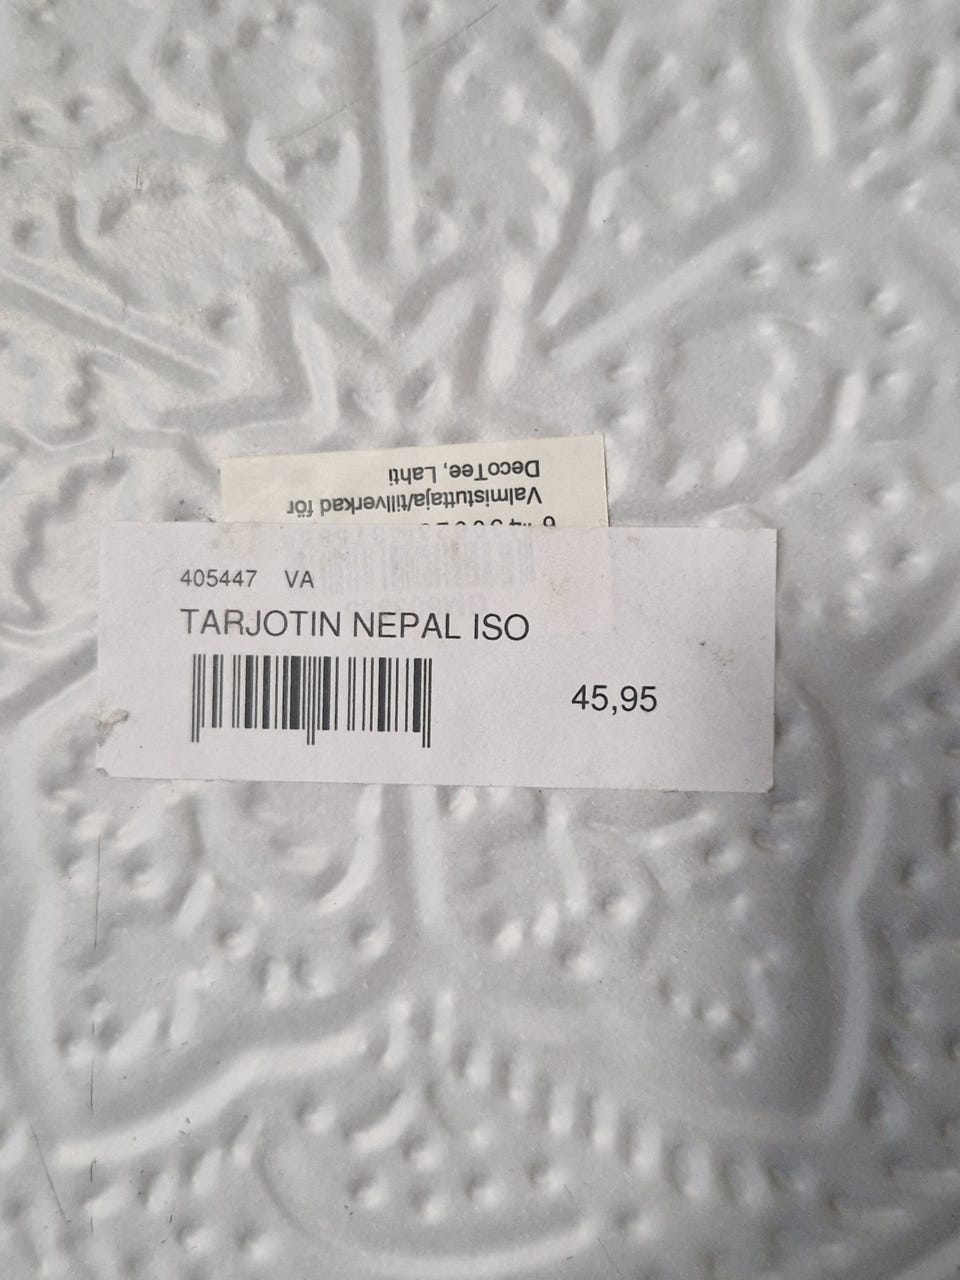 DecoTee, Lahti
Valmistuttaja/tillverkad för
405447 VA
TARJOTIN NEPAL ISO
45,95